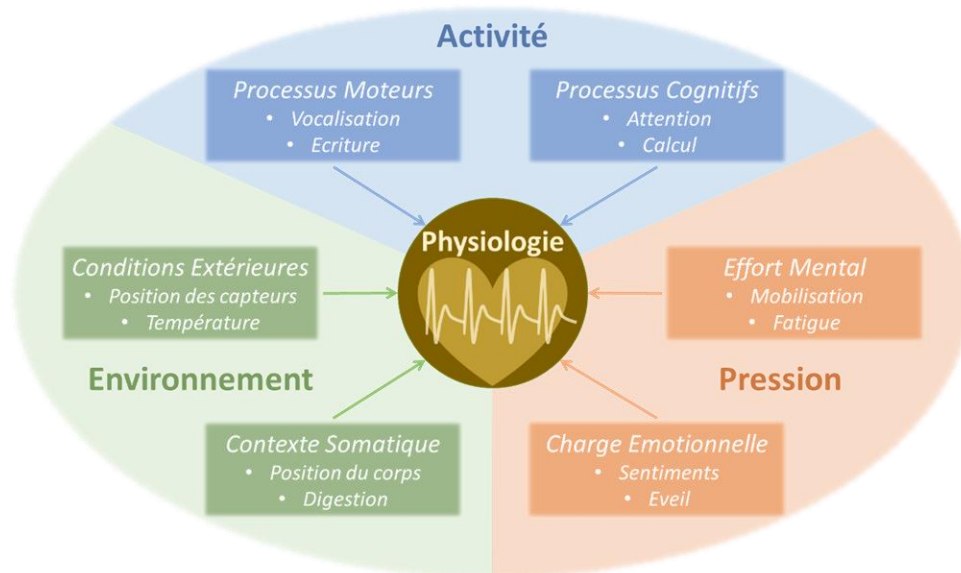 Activité
Processus Moteurs
• Vocalisation
• Ecriture
Processus Cognitifs
• Attention
• Calcul
Physiologie
Conditions Extérieures
• Position des capteurs
• Température
Effort Mental
• Mobilisation
• Fatigue
Environnement
Pression
Contexte Somatique
• Position du corps
• Digestion
Charge Emotionnelle
• Sentiments
• Eveil